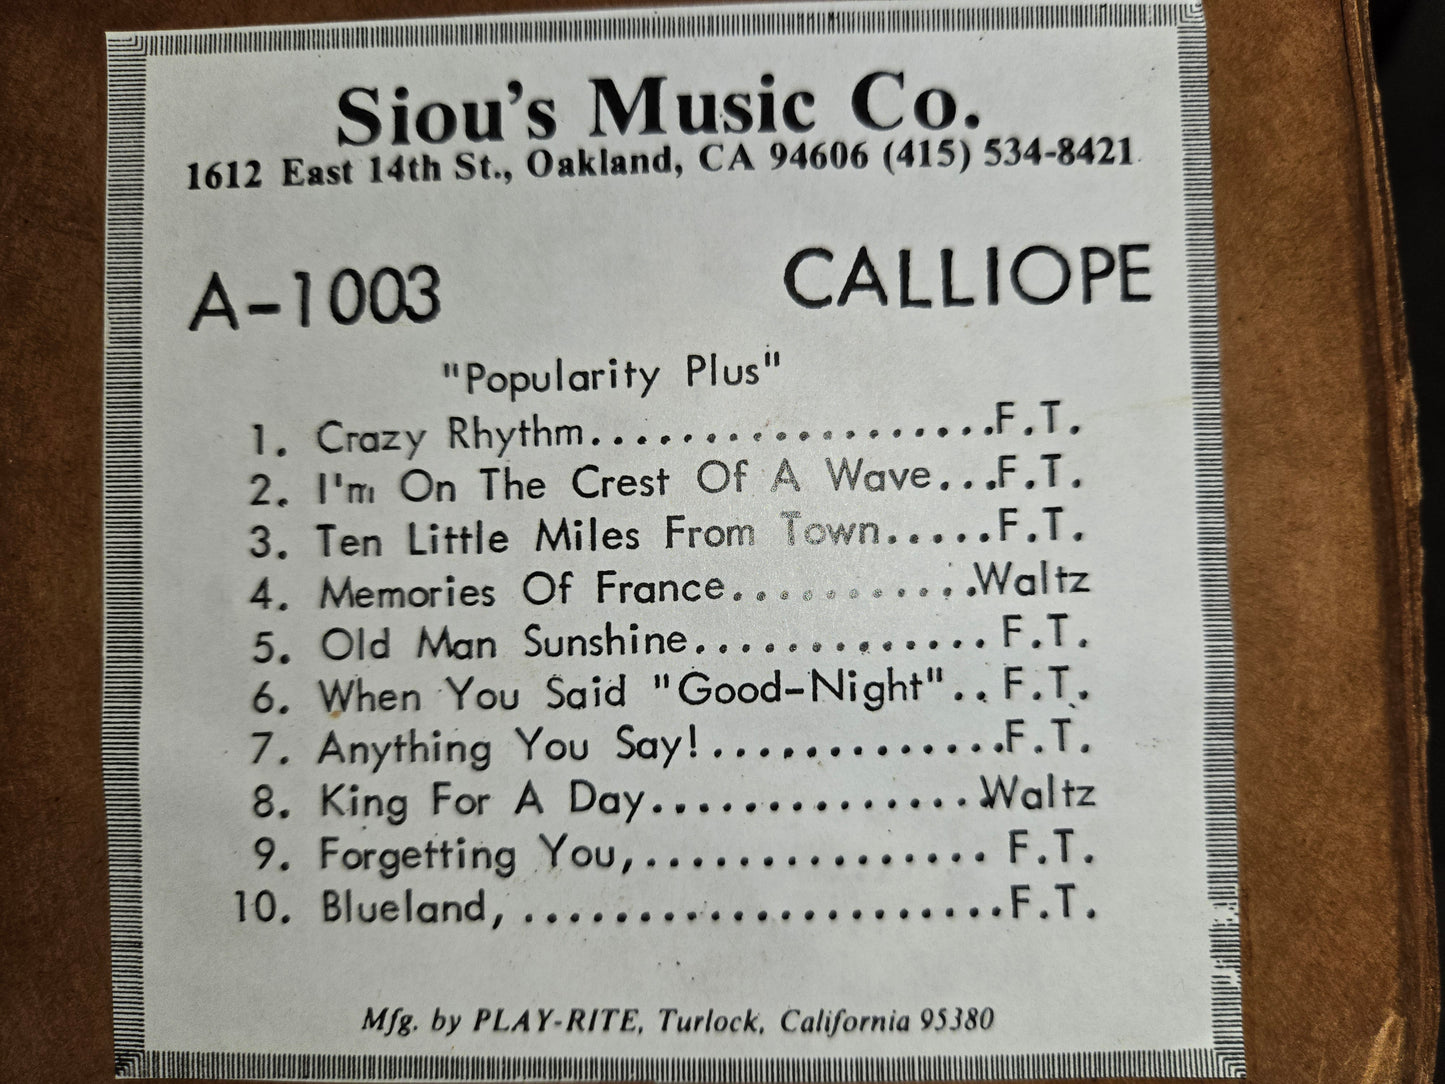 Siou's Music Co.
1612 East 14th St., Oakland, CA 94606 (415) 534-8421
A-1003 CALLIOPE
"Popularity Plus"
1. Crazy Rhythm...................F.T.
2. I'm On The Crest Of A Wave...F.T.
3. Ten Little Miles From Town.....F.T.
4. Memories Of France............Waltz
5. Old Man Sunshine............. F.T.
6. When You Said "Good-Night".. F.T.
7. Anything You Say!..............F.T.
8. King For A Day...............Waltz
9. Forgetting You,............... F.T.
10. Blueland, .....................F.T.
Mfg. by PLAY-RITE, Turlock, California 95380